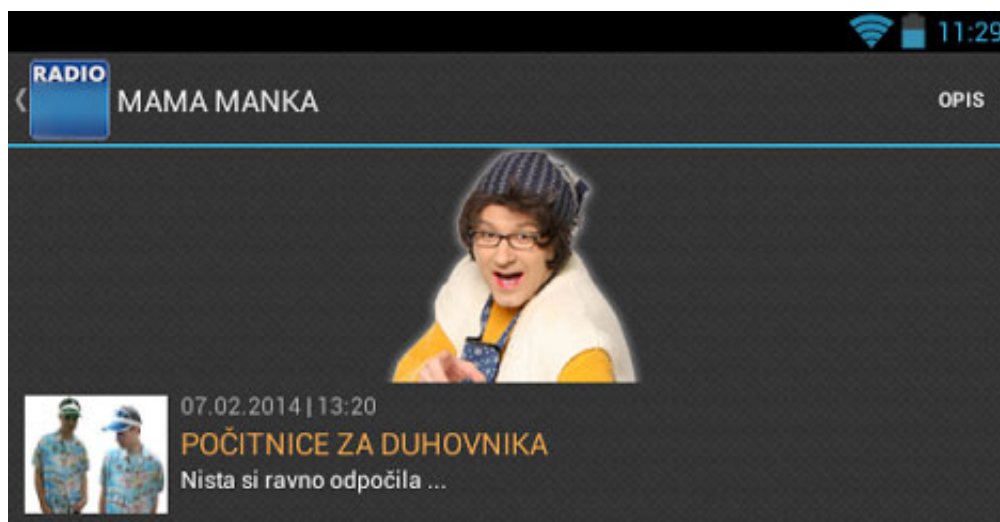 11:29
RADIO
MAMA MANKA
OPIS
07.02.2014|13:20
POČITNICE ZA DUHOVNIKA
Nista si ravno odpočila ...